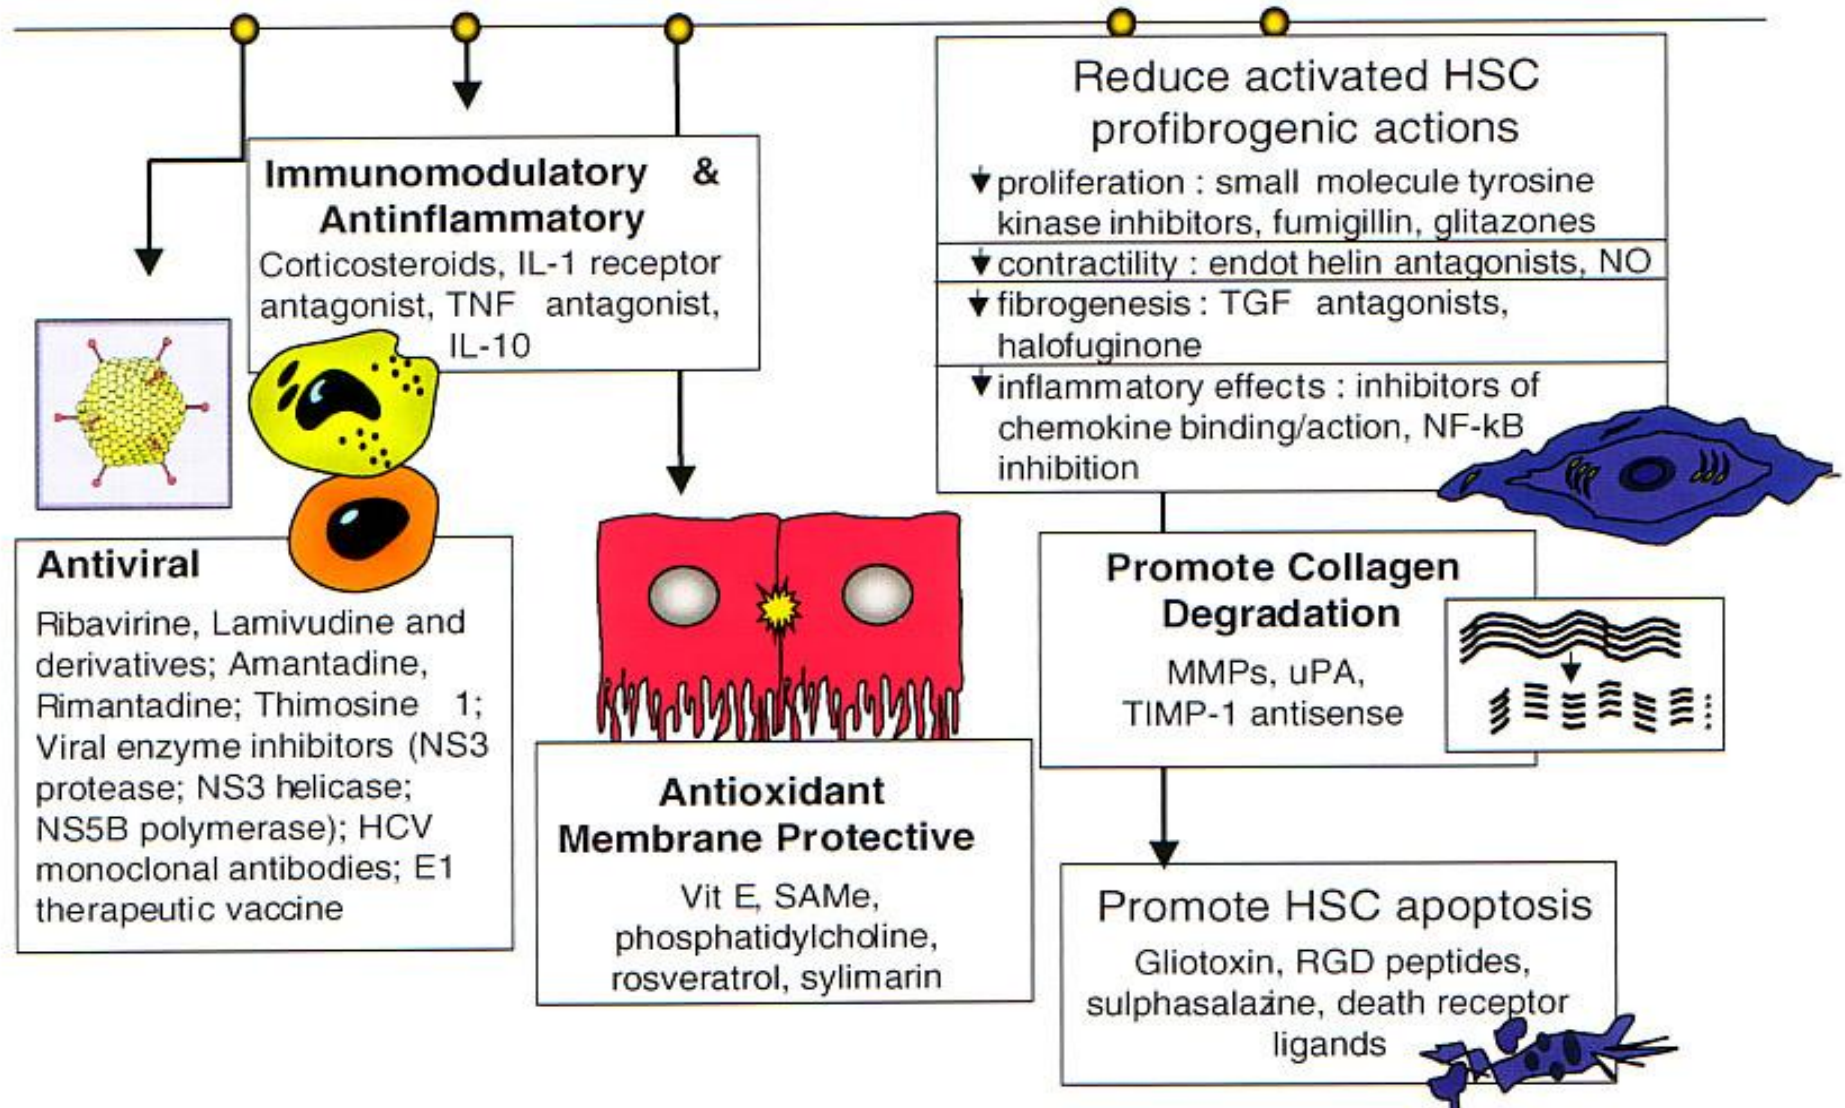 Immunomodulatory &
Antinflammatory
Corticosteroids, IL-1 receptor
antagonist, TNF antagonist,
IL-10
Antiviral
Ribavirine, Lamivudine and
derivatives; Amantadine,
Rimantadine; Thimosine 1;
Viral enzyme inhibitors (NS3
protease; NS3 helicase;
NS5B polymerase); HCV
monoclonal antibodies; E1
therapeutic vaccine
Antioxidant
Membrane Protective
Vit E, SAMe,
phosphatidylcholine,
rosveratrol, sylimarin
Reduce activated HSC
profibrogenic actions
proliferation : small molecule tyrosine
kinase inhibitors, fumigillin, glitazones
contractility : endot helin antagonists, NO
fibrogenesis : TGF antagonists,
halofuginone
inflammatory effects : inhibitors of
chemokine binding/action, NF-kB
inhibition
Promote Collagen
Degradation
MMPs, uPA,
TIMP-1 antisense
Promote HSC apoptosis
Gliotoxin, RGD peptides,
sulphasalazine, death receptor
ligands